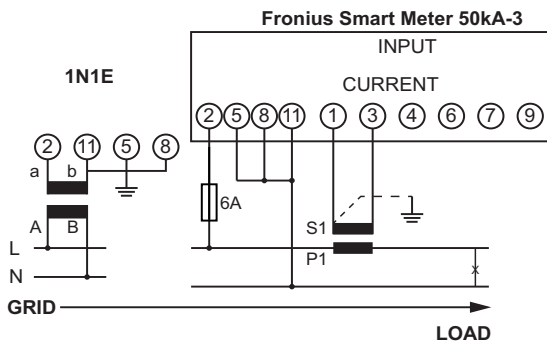 Fronius Smart Meter 50kA-3
INPUT
CURRENT
1N1E
2 5 8 11 1 3 4 6 7 9
2 11 5 8
a b
6A
S1
A B
P1
L
x
N
GRID
LOAD